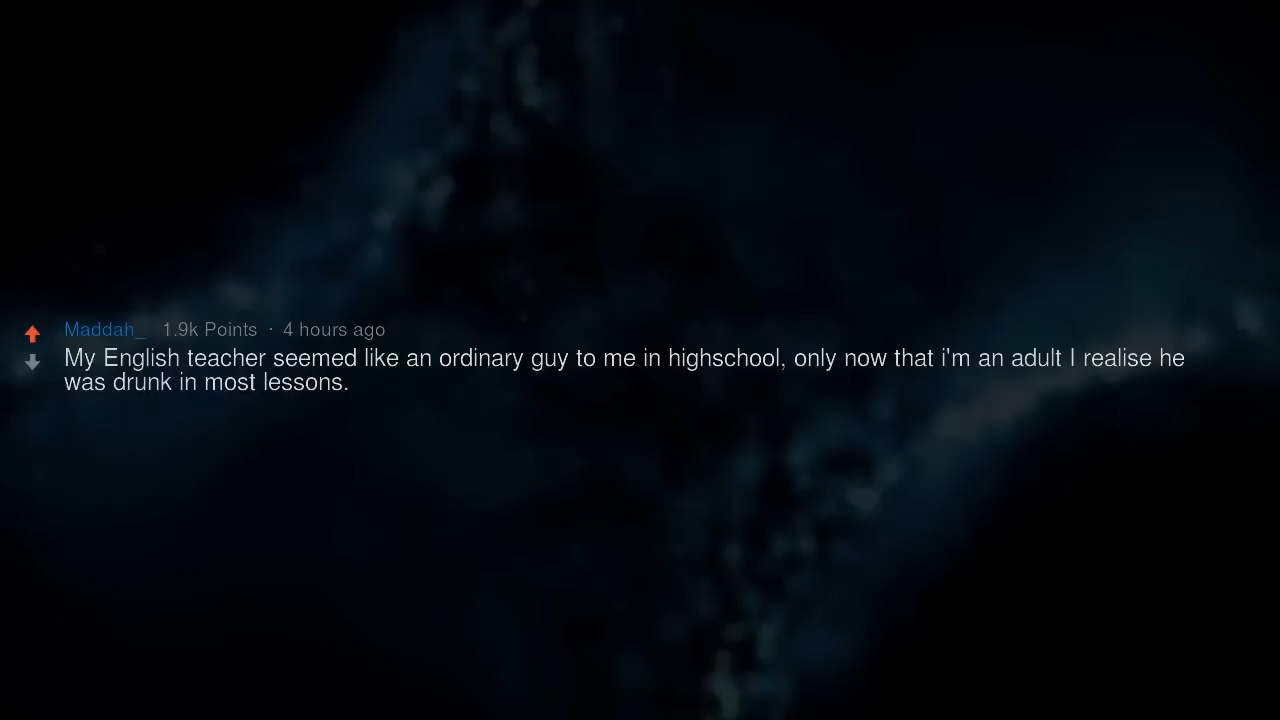 Maddah_ 1.9k Points · 4 hours ago
My English teacher seemed like an ordinary guy to me in highschool, only now that i'm an adult I realise he
was drunk in most lessons.